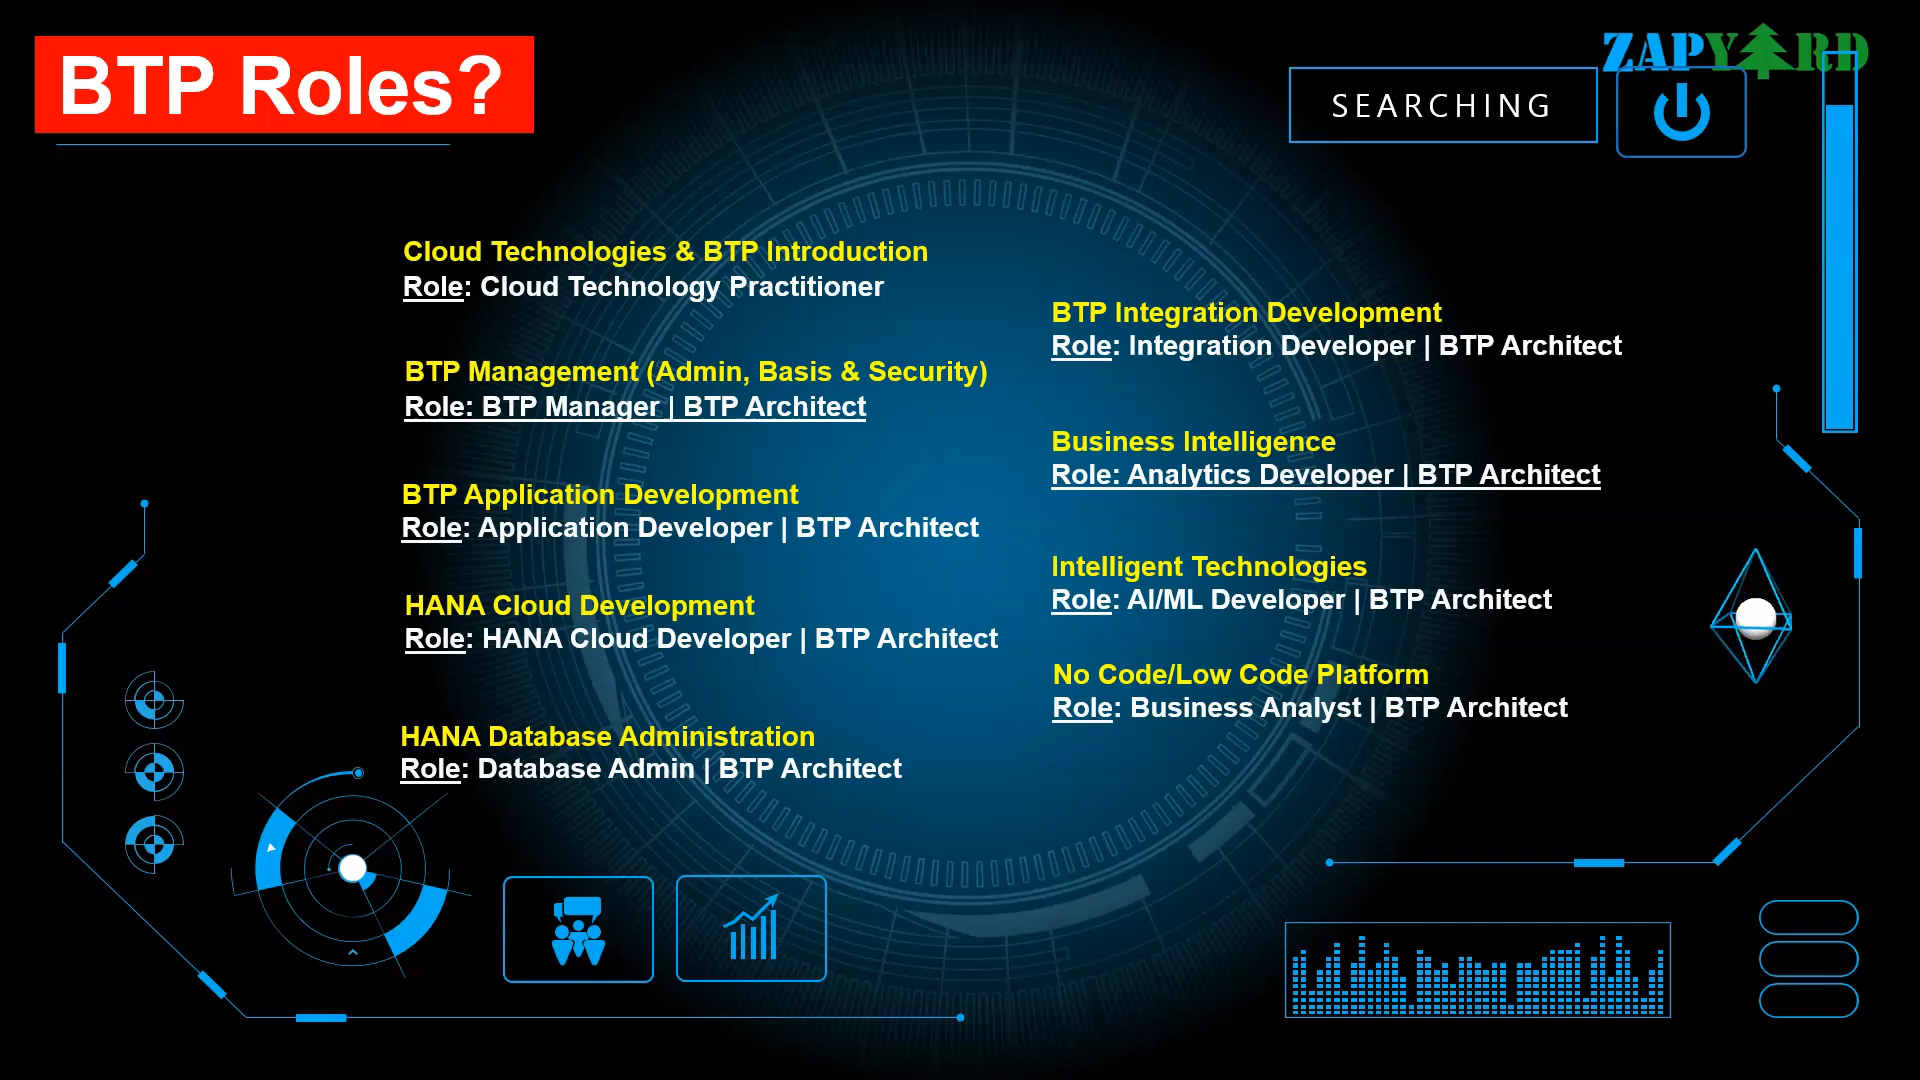 BTP Roles?
ZAPYARD
SEARCHING
Cloud Technologies & BTP Introduction
Role: Cloud Technology Practitioner
BTP Management (Admin, Basis & Security)
Role: BTP Manager | BTP Architect
BTP Application Development
Role: Application Developer | BTP Architect
HANA Cloud Development
Role: HANA Cloud Developer | BTP Architect
HANA Database Administration
Role: Database Admin | BTP Architect
BTP Integration Development
Role: Integration Developer | BTP Architect
Business Intelligence
Role: Analytics Developer | BTP Architect
Intelligent Technologies
Role: AI/ML Developer | BTP Architect
No Code/Low Code Platform
Role: Business Analyst | BTP Architect